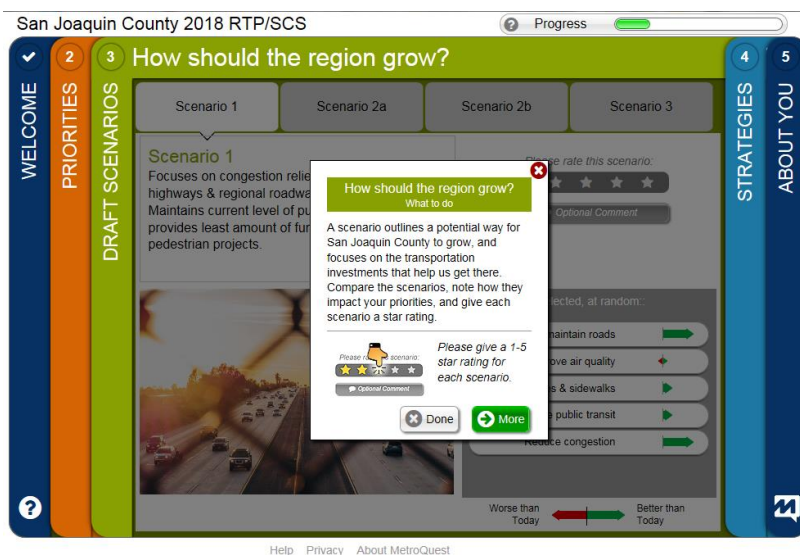 San Joaquin County 2018 RTP/SCS
? Progress
WELCOME
2
PRIORITIES
3
DRAFT SCENARIOS
How should the region grow?
4
STRATEGIES
5
ABOUT YOU
Scenario 1
Scenario 2a
Scenario 2b
Scenario 3
Scenario 1
Focuses on congestion relie
highways & regional roadwa
Maintains current level of pu
provides least amount of fun
pedestrian projects.
Please rate this scenario:
Optional Comment
How should the region grow?
What to do
A scenario outlines a potential way for
San Joaquin County to grow, and
focuses on the transportation
investments that help us get there.
Compare the scenarios, note how they
impact your priorities, and give each
scenario a star rating.
Please scenario:
Optional Comment
Please give a 1-5
star rating for
each scenario.
Done
More
lected, at random::
aintain roads
ove air quality
s & sidewalks
public transit
Reduce congestion
Worse than
Today
Better than
Today
?
Help Privacy About MetroQuest